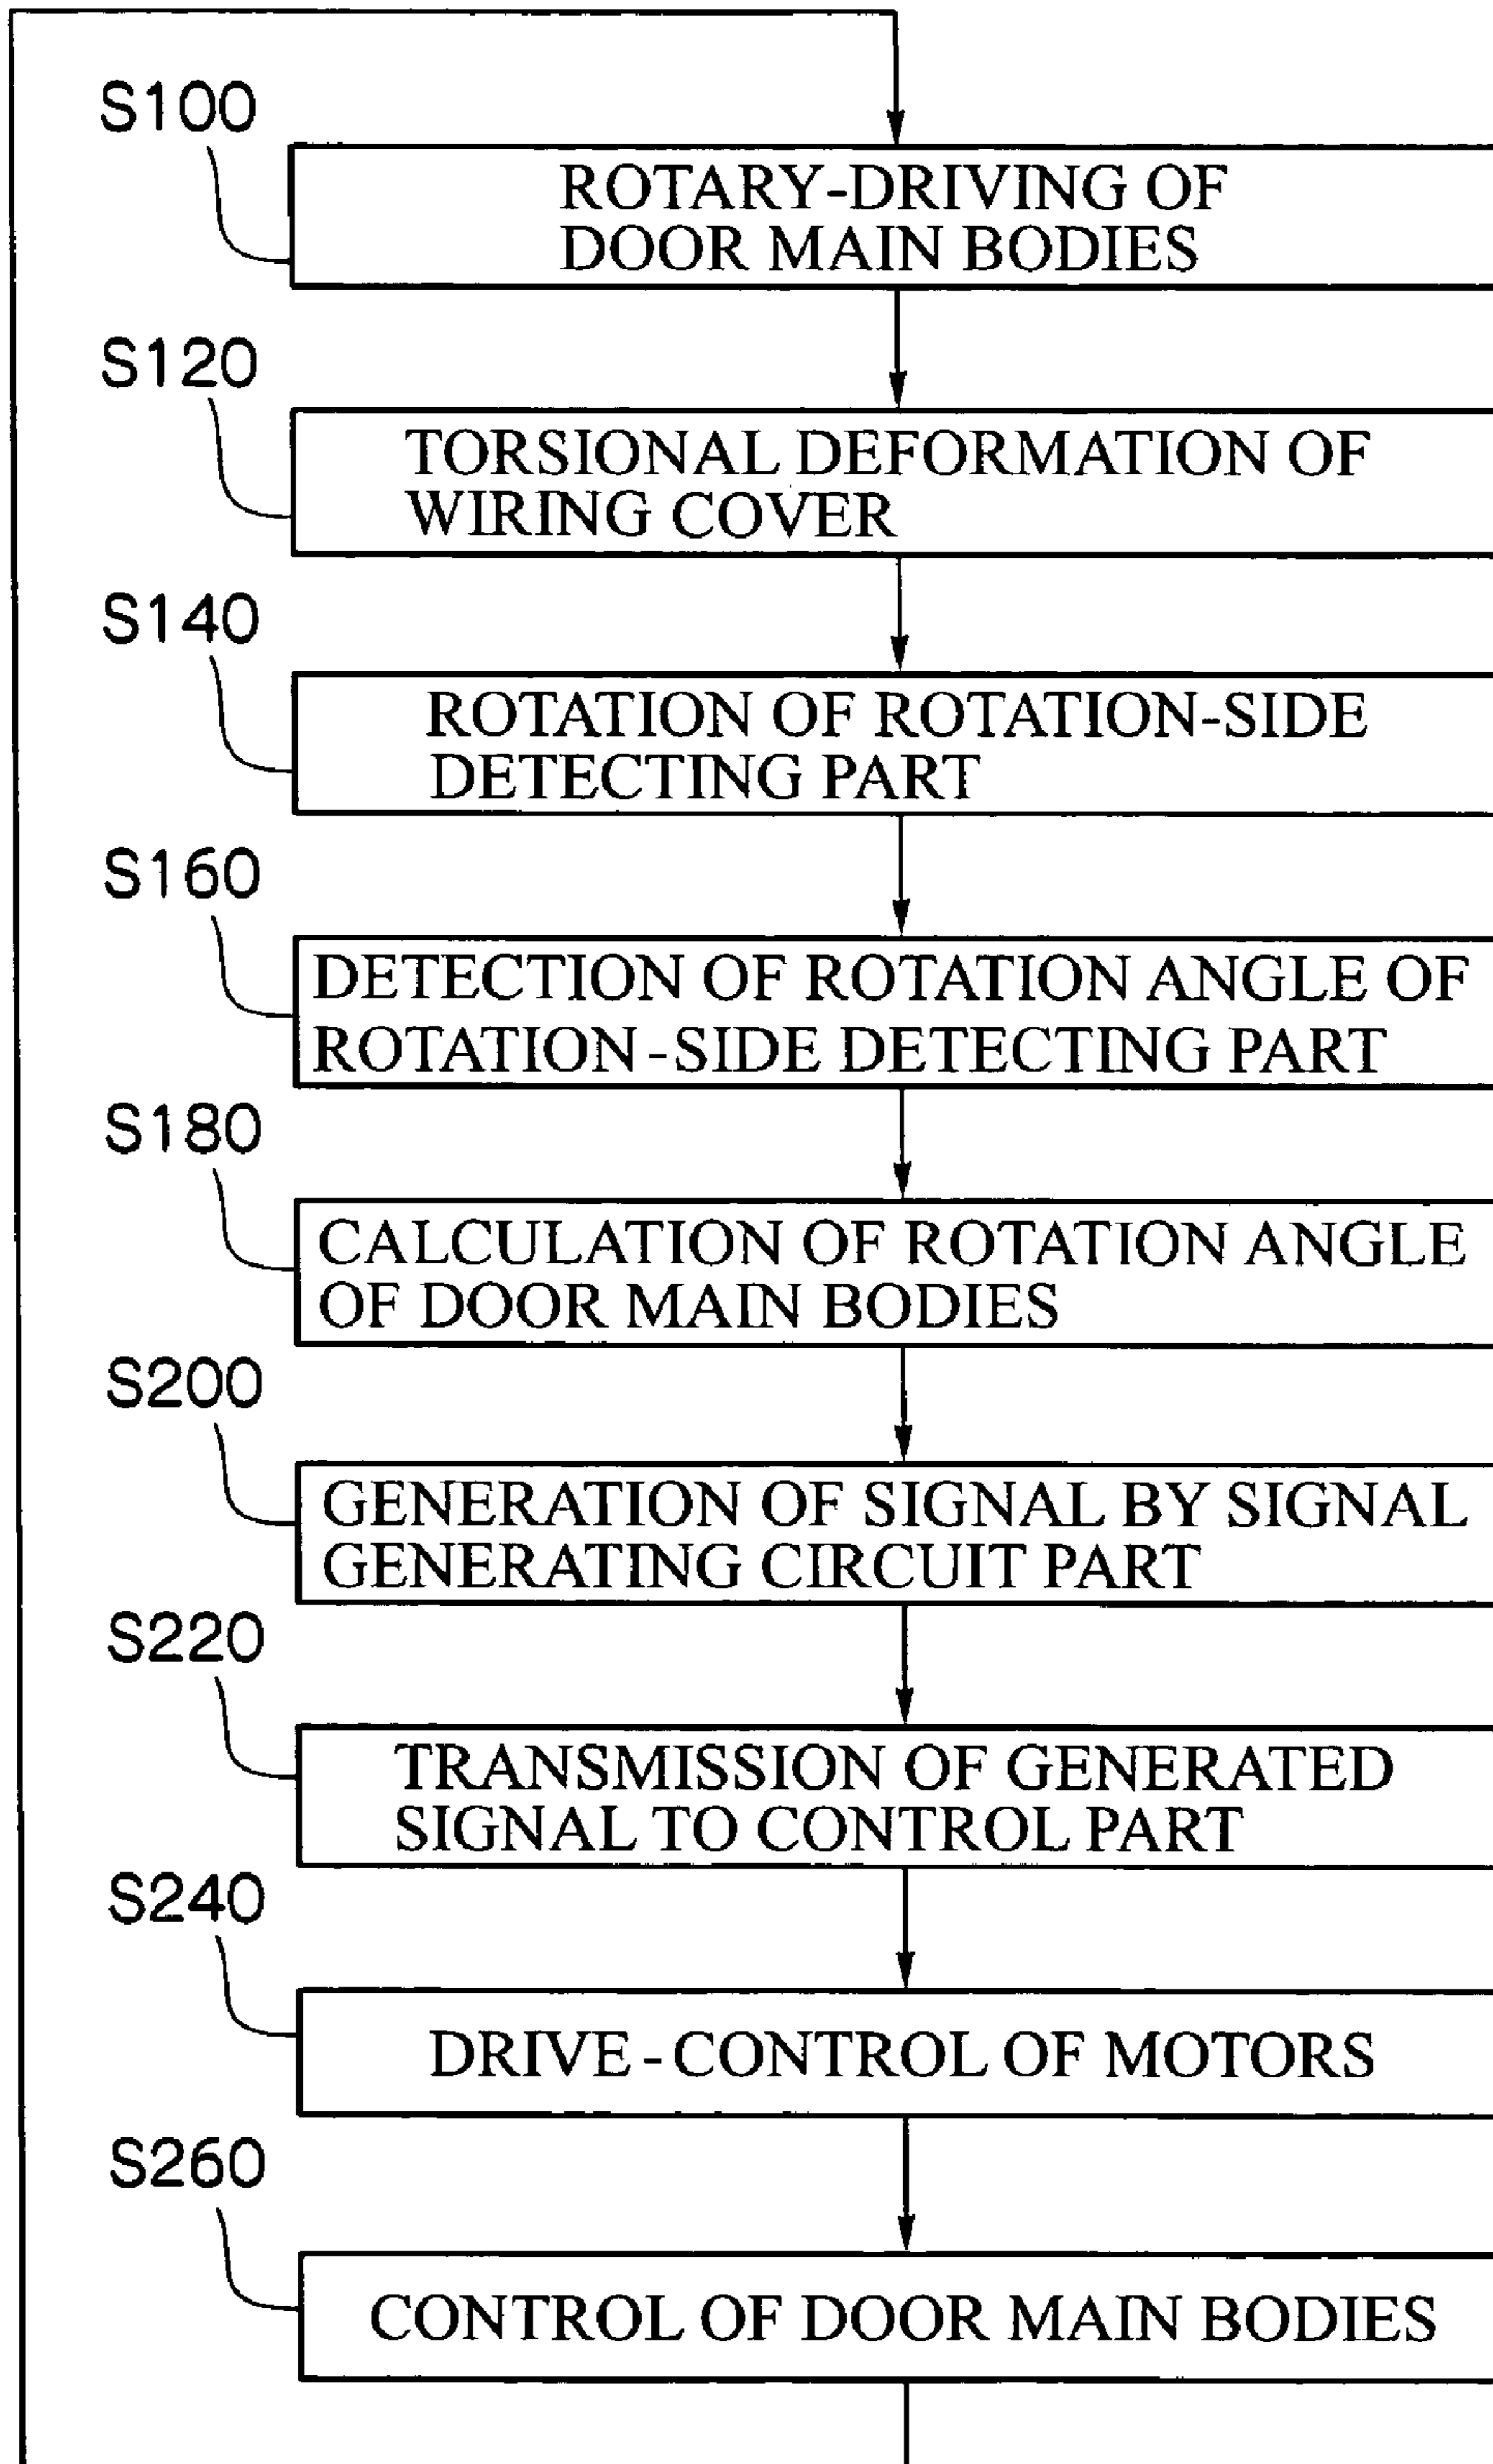 S100
ROTARY-DRIVING OF
DOOR MAIN BODIES
S120
TORSIONAL DEFORMATION OF
WIRING COVER
S140
ROTATION OF ROTATION-SIDE
DETECTING PART
S160
DETECTION OF ROTATION ANGLE OF
ROTATION-SIDE DETECTING PART
S180
CALCULATION OF ROTATION ANGLE
OF DOOR MAIN BODIES
S200
GENERATION OF SIGNAL BY SIGNAL
GENERATING CIRCUIT PART
S220
TRANSMISSION OF GENERATED
SIGNAL TO CONTROL PART
S240
DRIVE-CONTROL OF MOTORS
S260
CONTROL OF DOOR MAIN BODIES